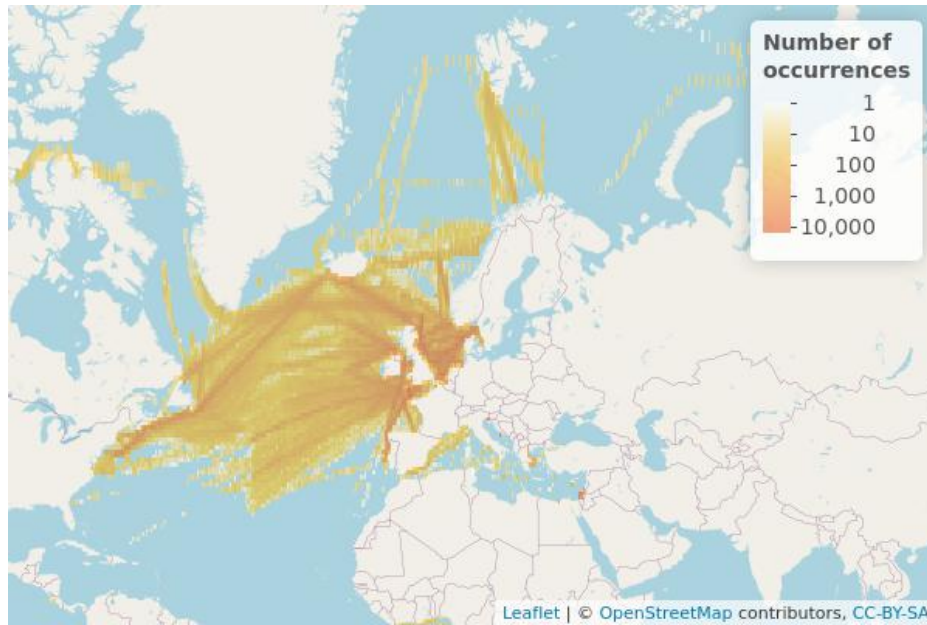 Number of
occurrences
1
10
100
1,000
10,000
Leaflet | © OpenStreetMap contributors, CC-BY-SA